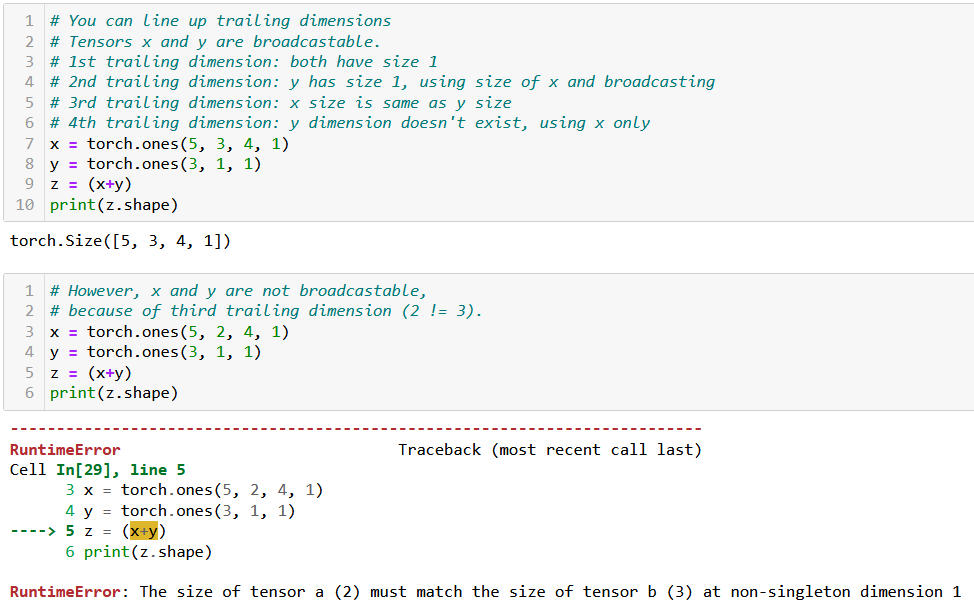 1 # You can line up trailing dimensions
2 # Tensors x and y are broadcastable.
3 # 1st trailing dimension: both have size 1
4 # 2nd trailing dimension: y has size 1, using size of x and broadcasting
5 # 3rd trailing dimension: x size is same as y size
6 # 4th trailing dimension: y dimension doesn't exist, using x only
7 x = torch.ones(5, 3, 4, 1)
8 y = torch.ones(3, 1, 1)
9 z = (x+y)
10 print(z.shape)
torch.Size([5, 3, 4, 1])
1 # However, x and y are not broadcastable,
2 # because of third trailing dimension (2 != 3).
3 x = torch.ones(5, 2, 4, 1)
4 y = torch.ones(3, 1, 1)
5 z = (x+y)
6 print(z.shape)
---------------------------------------------------------------------------
RuntimeError                              Traceback (most recent call last)
Cell In[29], line 5
      3 x = torch.ones(5, 2, 4, 1)
      4 y = torch.ones(3, 1, 1)
----> 5 z = (x+y)
      6 print(z.shape)
RuntimeError: The size of tensor a (2) must match the size of tensor b (3) at non-singleton dimension 1